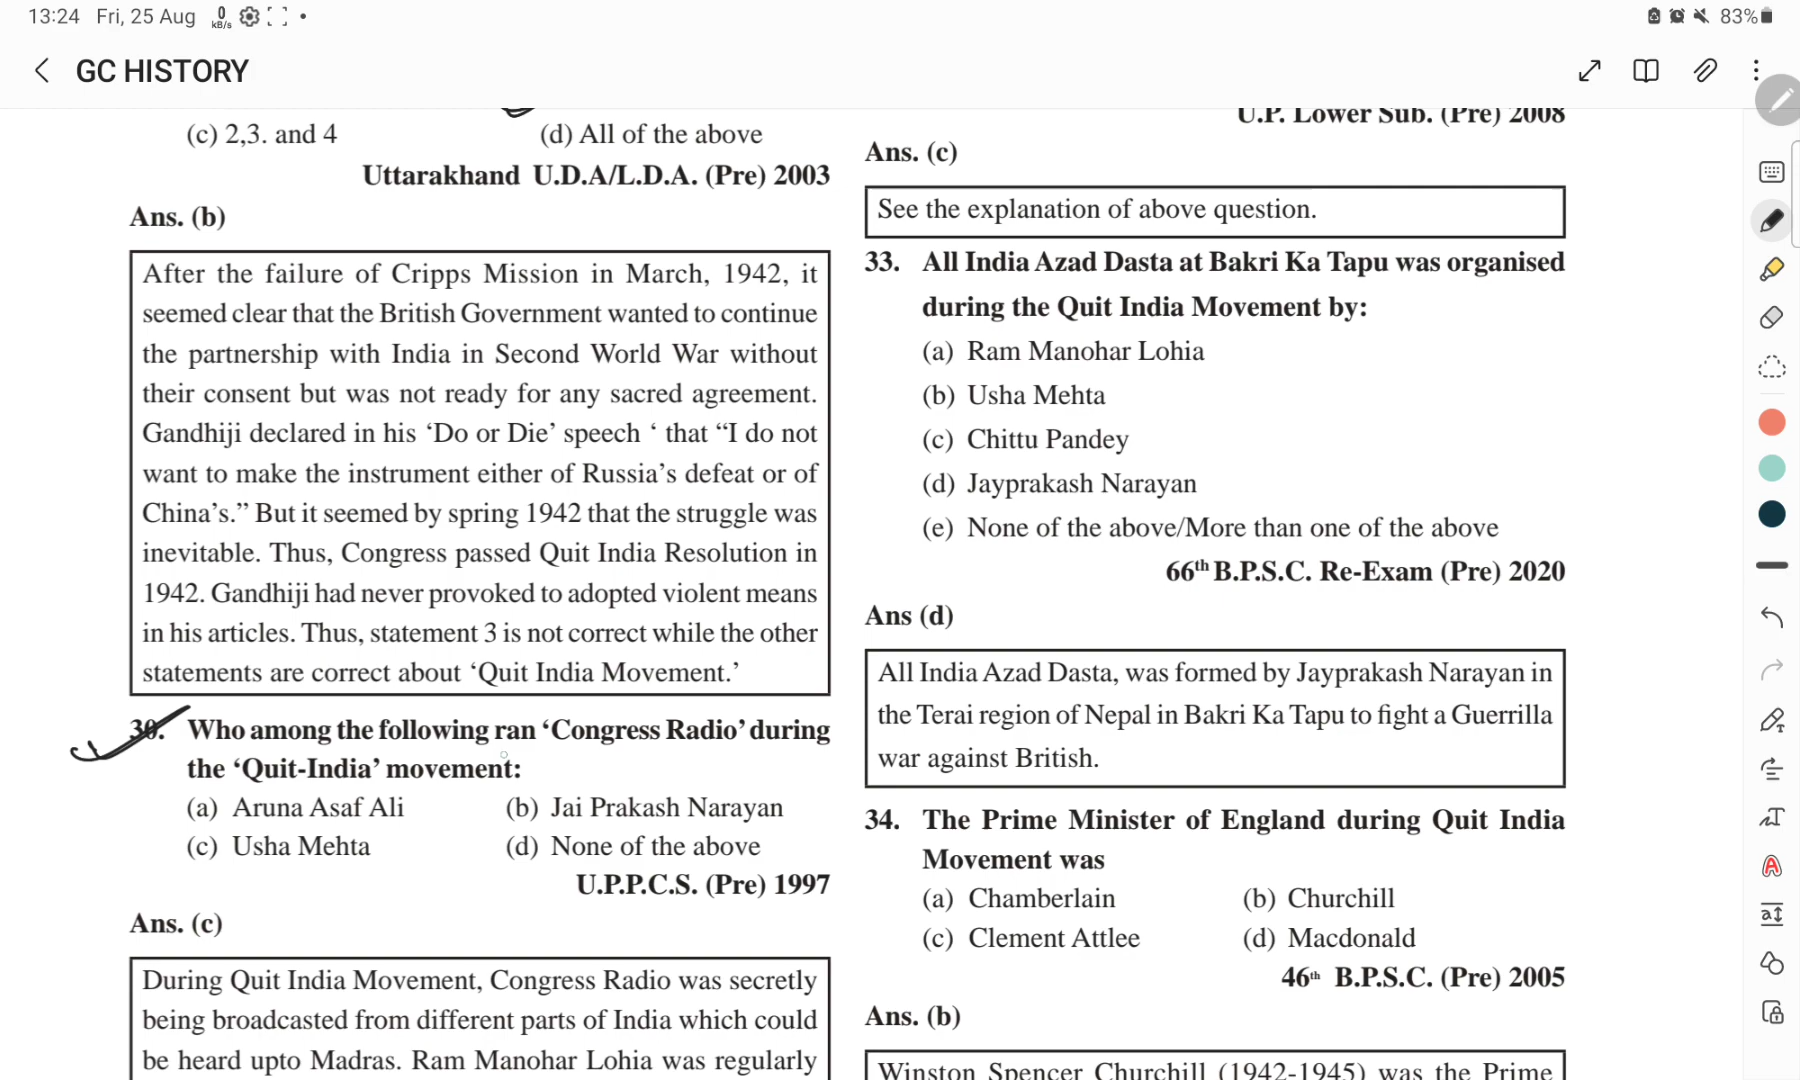 13:24 Fri, 25 Aug 0 kB/s 83%
GC HISTORY
(c) 2,3. and 4 (d) All of the above
Uttarakhand U.D.A/L.D.A. (Pre) 2003
Ans. (b)
After the failure of Cripps Mission in March, 1942, it
seemed clear that the British Government wanted to continue
the partnership with India in Second World War without
their consent but was not ready for any sacred agreement.
Gandhiji declared in his ‘Do or Die’ speech ‘ that “I do not
want to make the instrument either of Russia’s defeat or of
China’s.” But it seemed by spring 1942 that the struggle was
inevitable. Thus, Congress passed Quit India Resolution in
1942. Gandhiji had never provoked to adopted violent means
in his articles. Thus, statement 3 is not correct while the other
statements are correct about ‘Quit India Movement.’
30. Who among the following ran ‘Congress Radio’ during
the ‘Quit-India’ movement:
(a) Aruna Asaf Ali (b) Jai Prakash Narayan
(c) Usha Mehta (d) None of the above
U.P.P.C.S. (Pre) 1997
Ans. (c)
During Quit India Movement, Congress Radio was secretly
being broadcasted from different parts of India which could
be heard upto Madras. Ram Manohar Lohia was regularly
U.P. Lower Sub. (Pre) 2008
Ans. (c)
See the explanation of above question.
33. All India Azad Dasta at Bakri Ka Tapu was organised
during the Quit India Movement by:
(a) Ram Manohar Lohia
(b) Usha Mehta
(c) Chittu Pandey
(d) Jayprakash Narayan
(e) None of the above/More than one of the above
66th B.P.S.C. Re-Exam (Pre) 2020
Ans (d)
All India Azad Dasta, was formed by Jayprakash Narayan in
the Terai region of Nepal in Bakri Ka Tapu to fight a Guerrilla
war against British.
34. The Prime Minister of England during Quit India
Movement was
(a) Chamberlain (b) Churchill
(c) Clement Attlee (d) Macdonald
46th B.P.S.C. (Pre) 2005
Ans. (b)
Winston Spencer Churchill (1942-1945) was the Prime